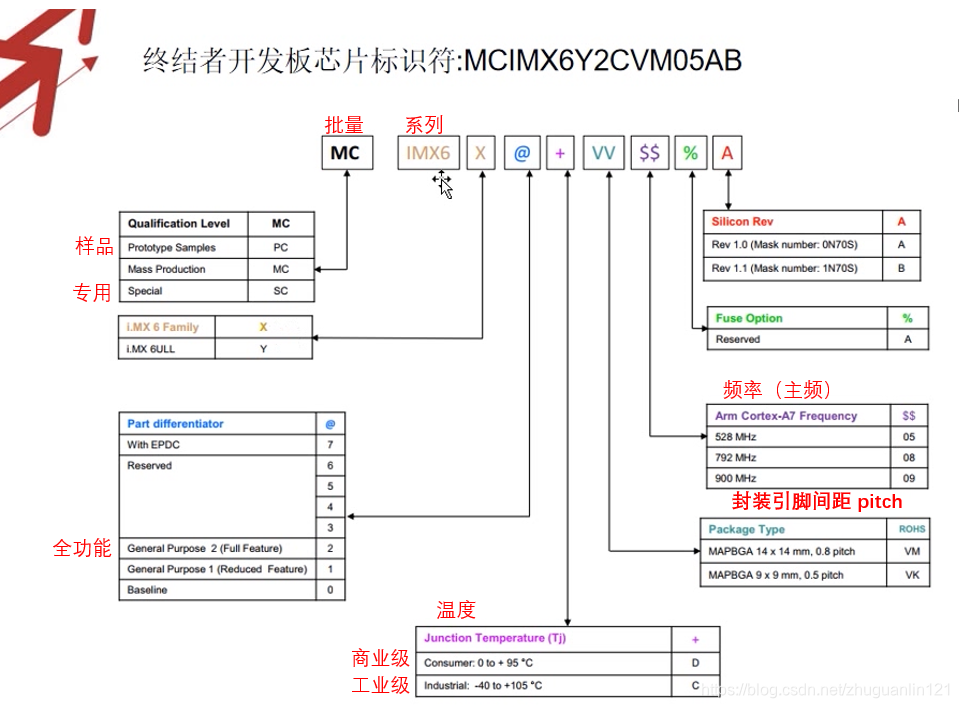 终结者开发板芯片标识符:MCIMX6Y2CVM05AB
批量 系列
MC IMX6 X @ + VV $$ % A
Qualification Level MC
样品 Prototype Samples PC
Mass Production MC
专用 Special SC
i.MX 6 Family X
i.MX 6ULL Y
Part differentiator @
With EPDC 7
Reserved 6
5
4
3
全功能 General Purpose 2 (Full Feature) 2
General Purpose 1 (Reduced Feature) 1
Baseline 0
Silicon Rev A
Rev 1.0 (Mask number: 0N70S) A
Rev 1.1 (Mask number: 1N70S) B
Fuse Option %
Reserved A
频率（主频）
Arm Cortex-A7 Frequency $$
528 MHz 05
792 MHz 08
900 MHz 09
封装引脚间距 pitch
Package Type ROHS
MAPBGA 14 x 14 mm, 0.8 pitch VM
MAPBGA 9 x 9 mm, 0.5 pitch VK
温度
Junction Temperature (Tj) +
商业级 Consumer: 0 to + 95 °C D
工业级 Industrial: -40 to +105 °C C
https://blog.csdn.net/zhuguanlin121